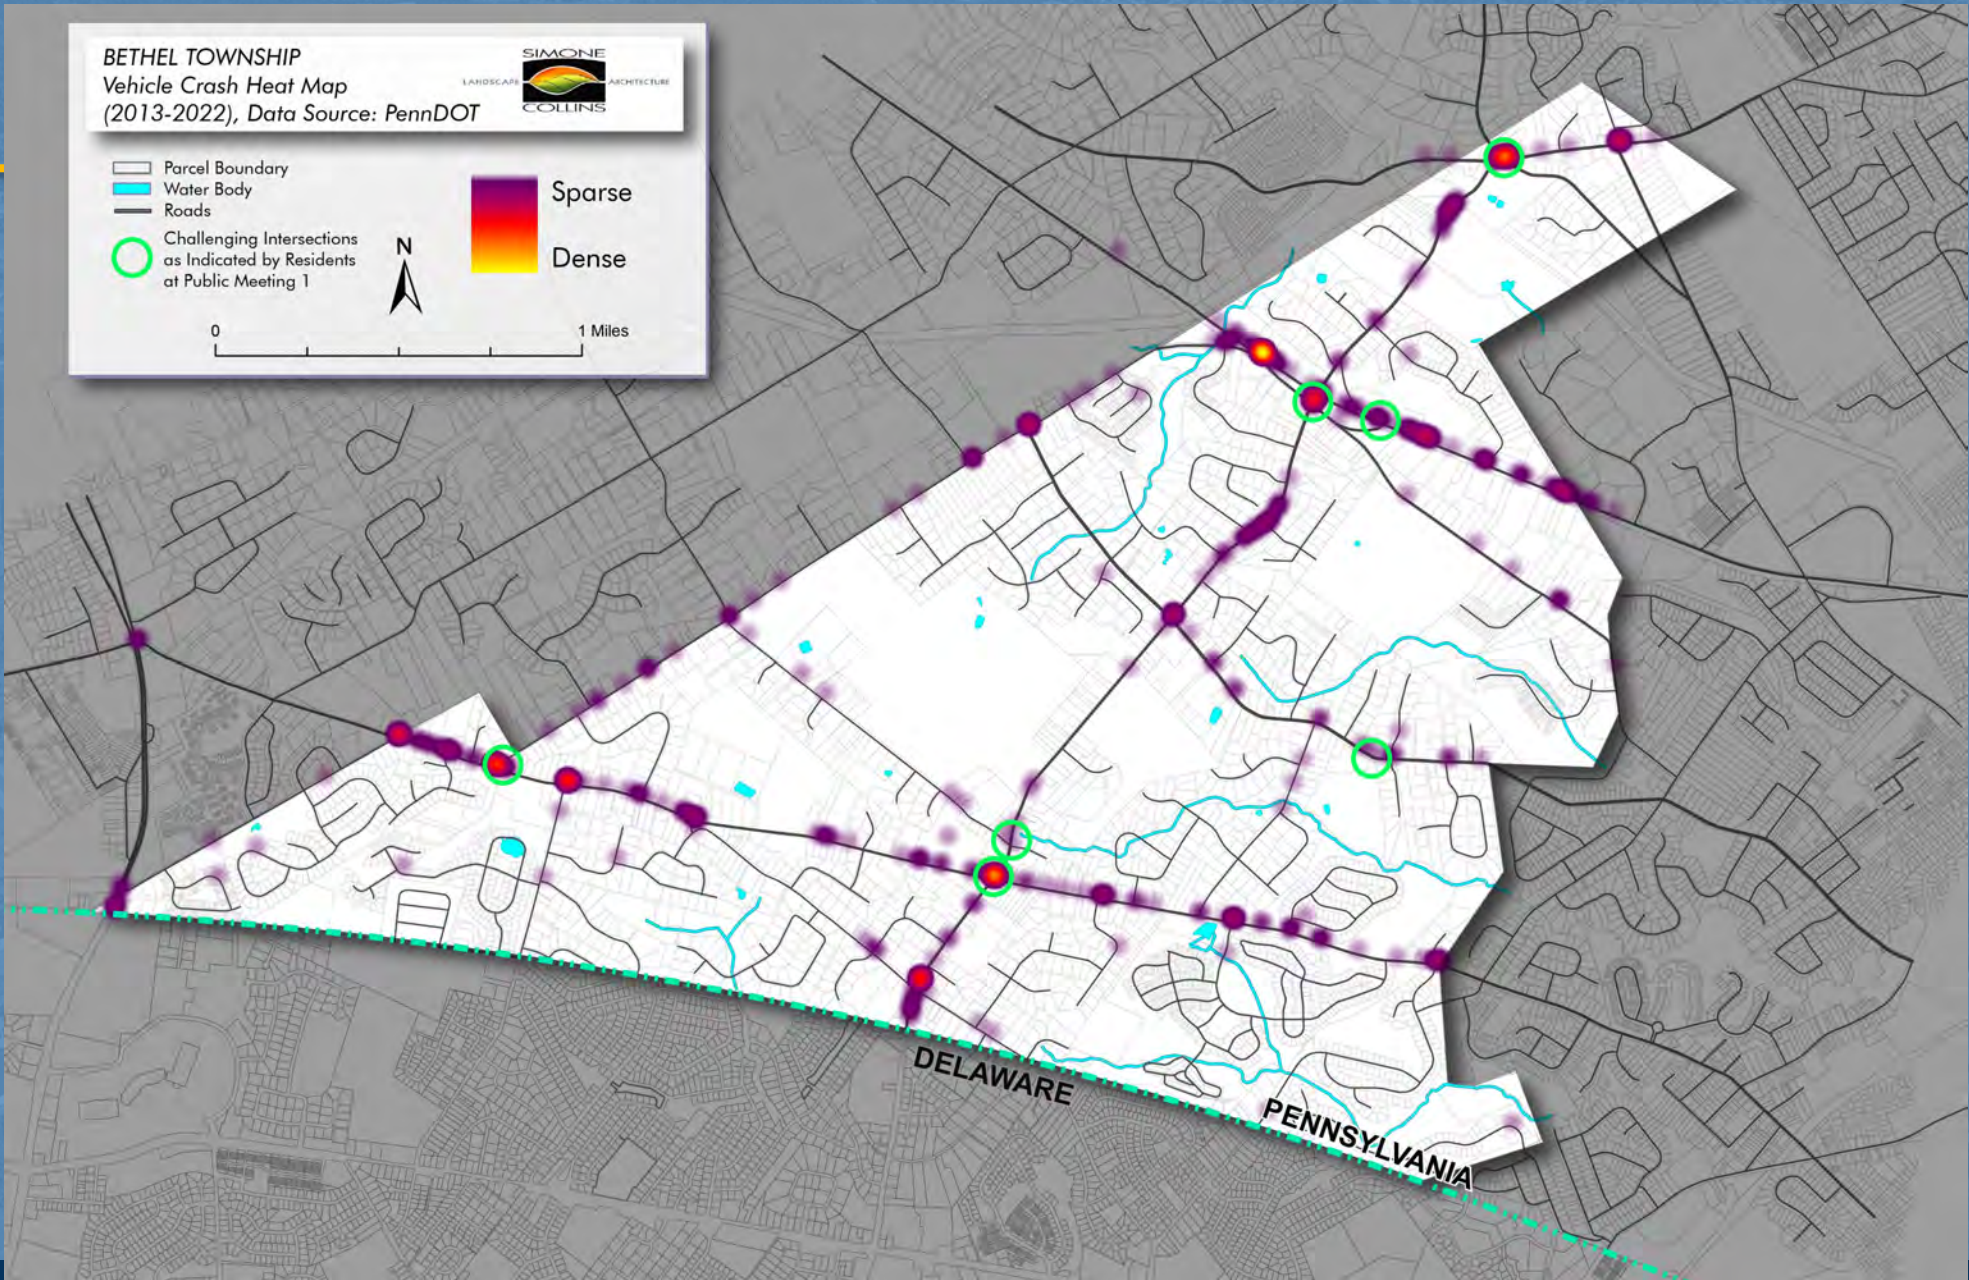 BETHEL TOWNSHIP
Vehicle Crash Heat Map
(2013-2022), Data Source: PennDOT
SIMONE
LANDSCAPE ARCHITECTURE
COLLINS
Parcel Boundary
Water Body
Roads
Challenging Intersections
as Indicated by Residents
at Public Meeting 1
N
Sparse
Dense
0 1 Miles
DELAWARE
PENNSYLVANIA